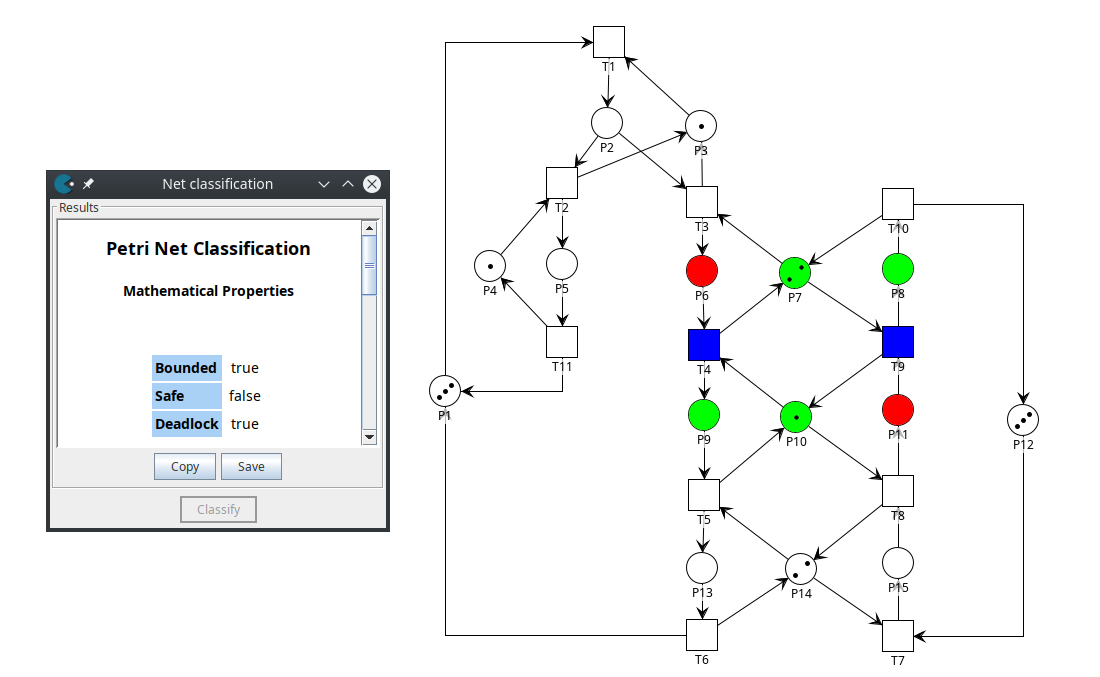 Net classification
Results
Petri Net Classification
Mathematical Properties
Bounded true
Safe false
Deadlock true
Copy Save
Classify
T1
P2
P3
T2
T3
T10
P4
P5
P6
P7
P8
T11
T4
T9
P1
P9
P10
P11
P12
T5
T8
P13
P14
P15
T6
T7